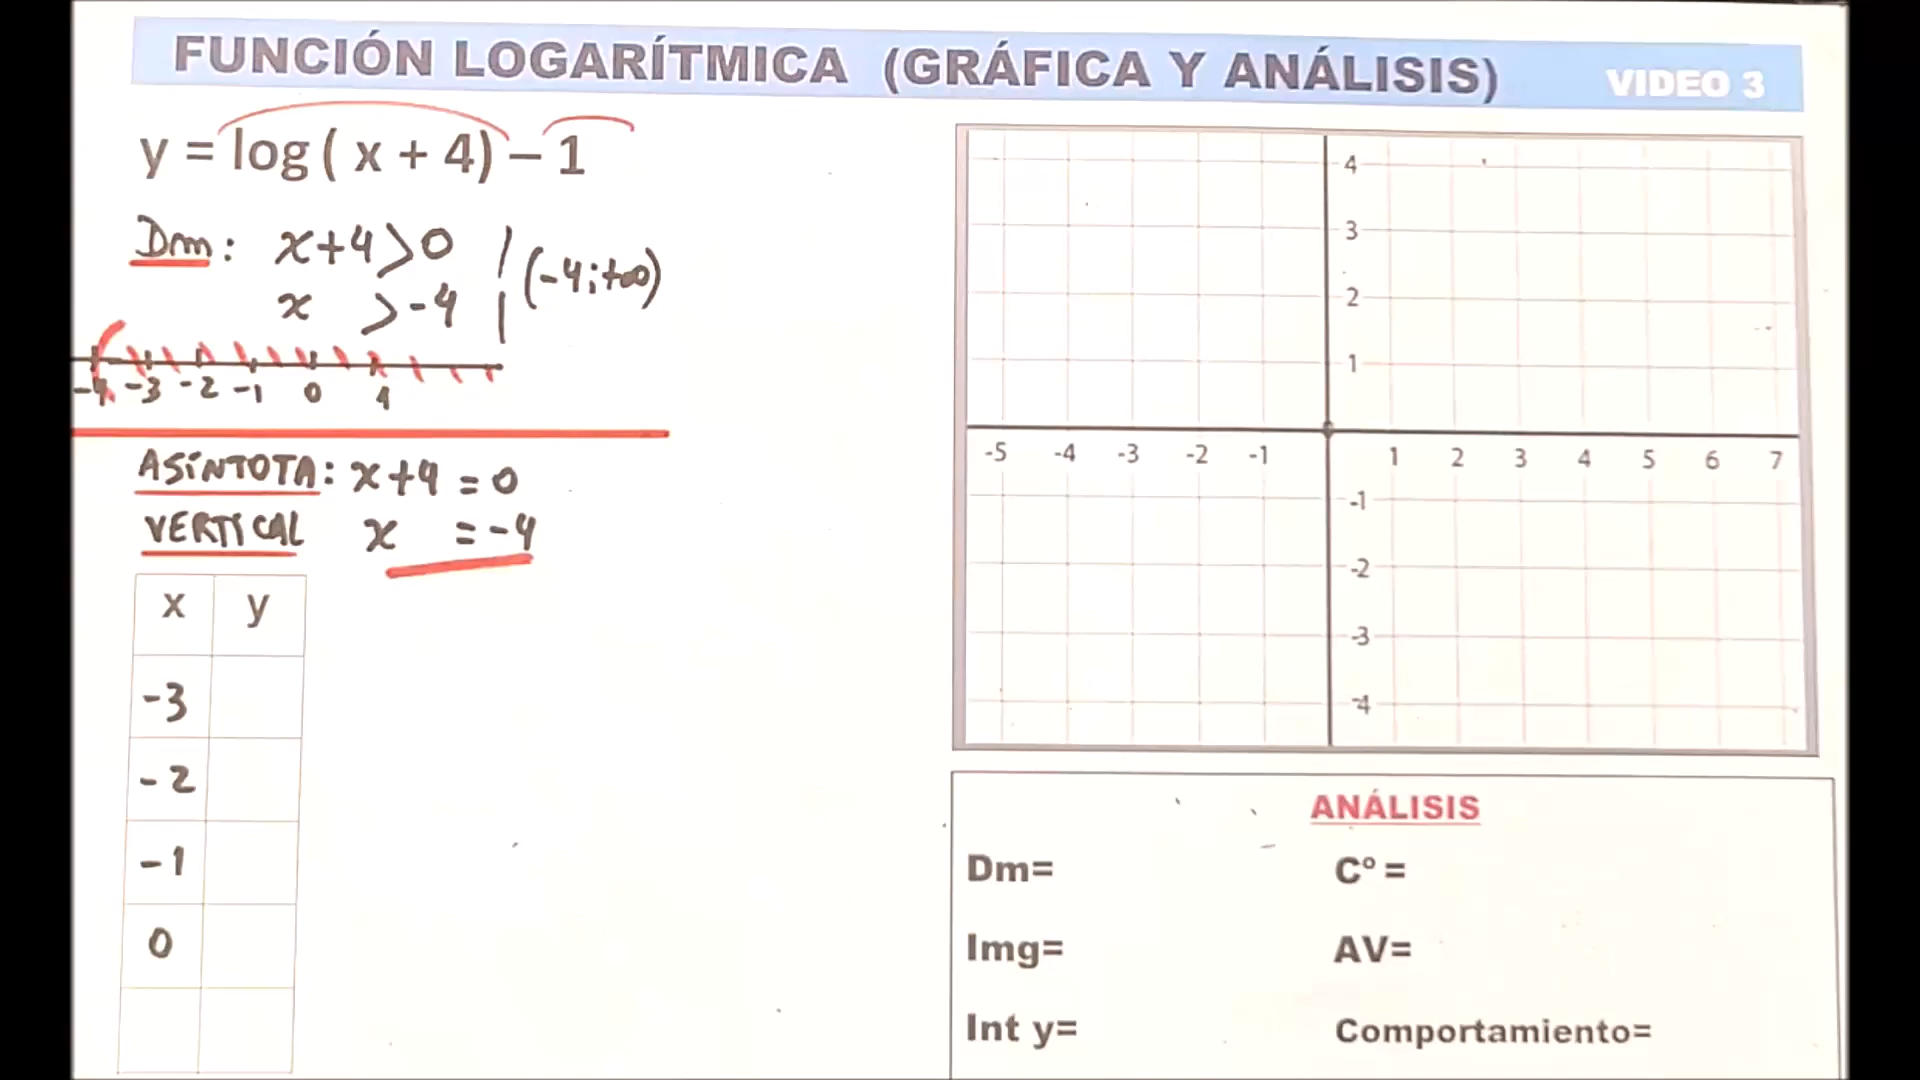 FUNCIÓN LOGARÍTMICA (GRÁFICA Y ANÁLISIS) VIDEO 3
y = log ( x + 4) – 1
Dm: x+4>0
x >-4
(-4;+∞)
-4 -3 -2 -1 0 1
ASÍNTOTA: x+4 = 0
VERTICAL x = -4
x y
-3
-2
-1
0
4
3
2
1
-5 -4 -3 -2 -1 1 2 3 4 5 6 7
-1
-2
-3
-4
ANÁLISIS
Dm= Cº =
Img= AV=
Int y= Comportamiento=